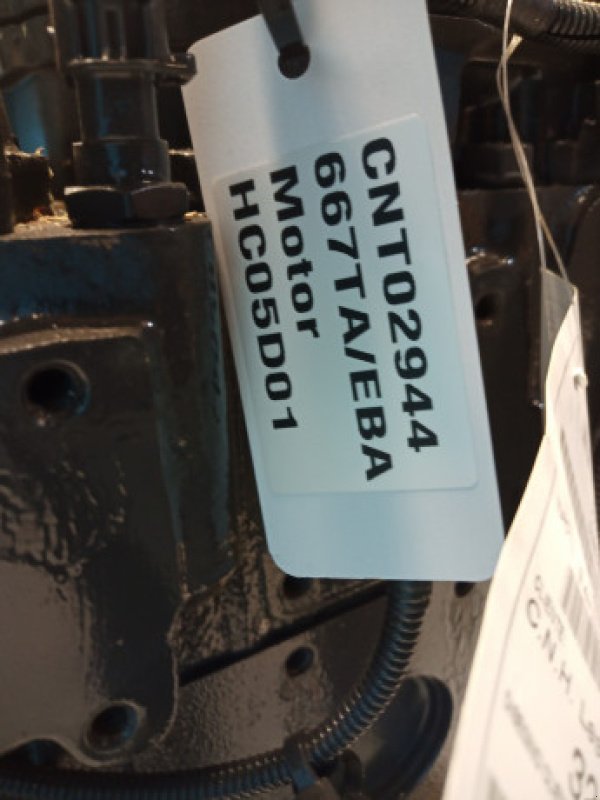 CNT02944
667TA/EBA
Motor
HC05D01
C.N.H.